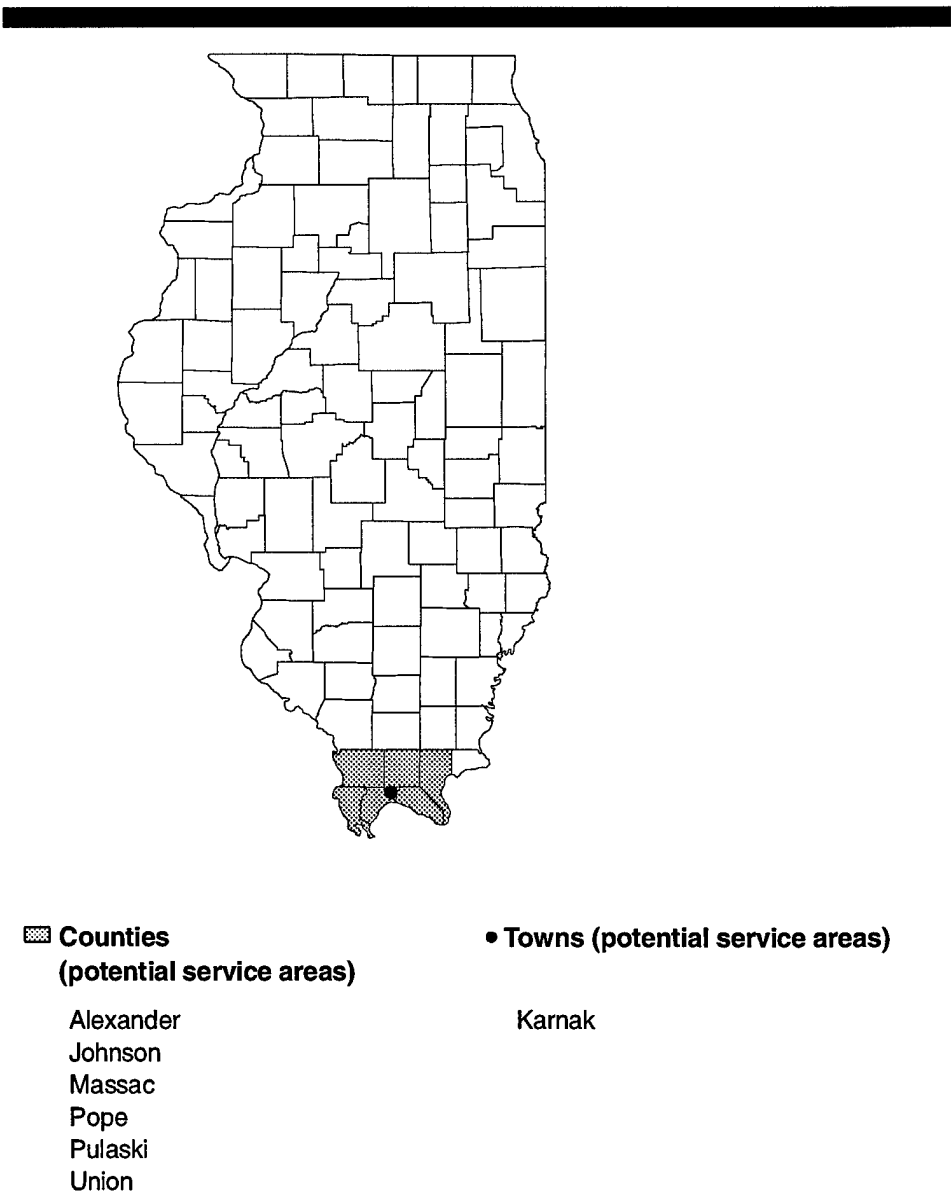 Counties
(potential service areas)
Alexander
Johnson
Massac
Pope
Pulaski
Union
• Towns (potential service areas)
Karnak